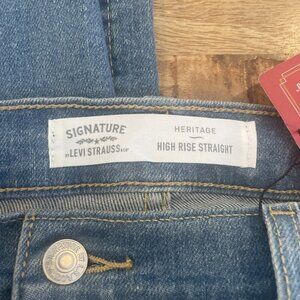 SIGNATURE
BY LEVI STRAUSS & CO
HERITAGE
HIGH RISE STRAIGHT